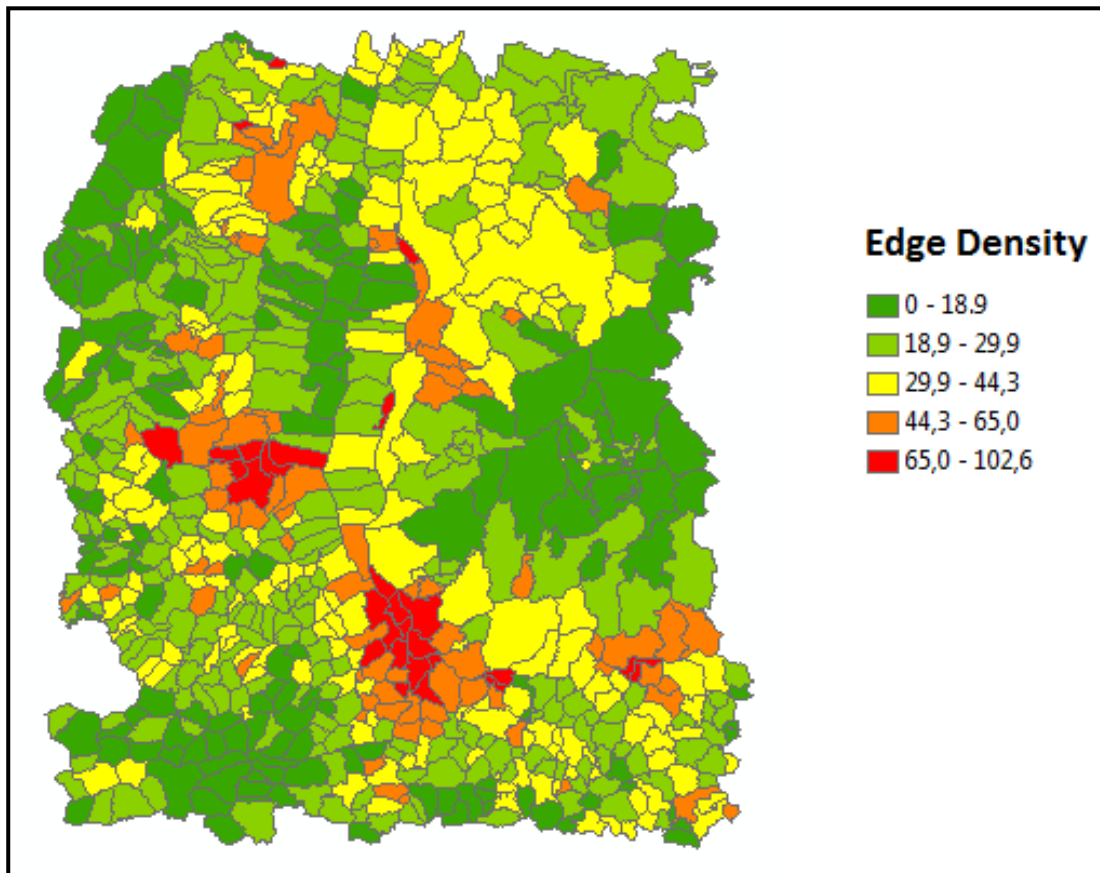 Edge Density
0 - 18.9
18,9 - 29,9
29,9 - 44,3
44,3 - 65,0
65,0 - 102,6